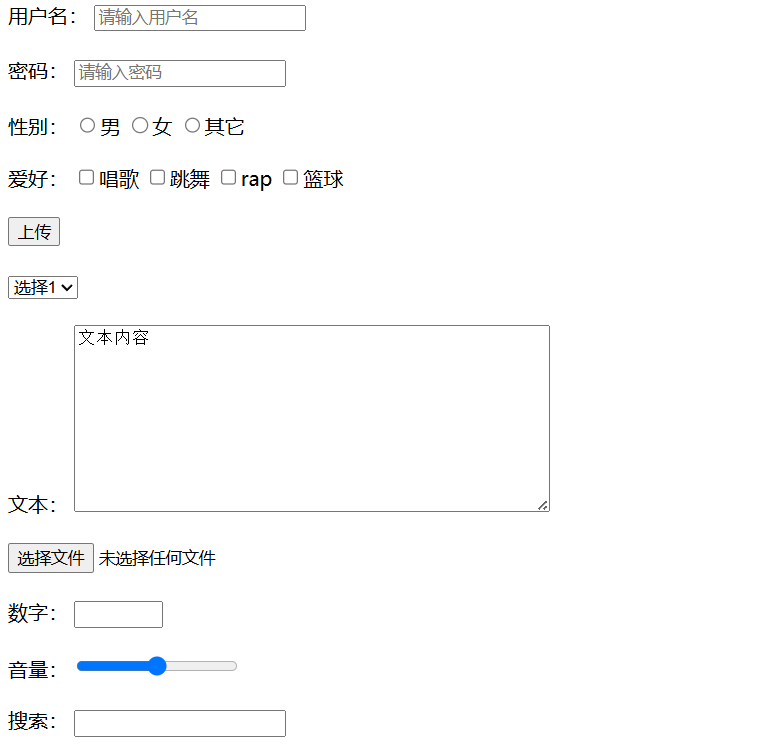 用户名： 请输入用户名
密码： 请输入密码
性别： 男 女 其它
爱好： 唱歌 跳舞 rap 篮球
上传
选择1
文本内容
文本：
选择文件 未选择任何文件
数字：
音量：
搜索：